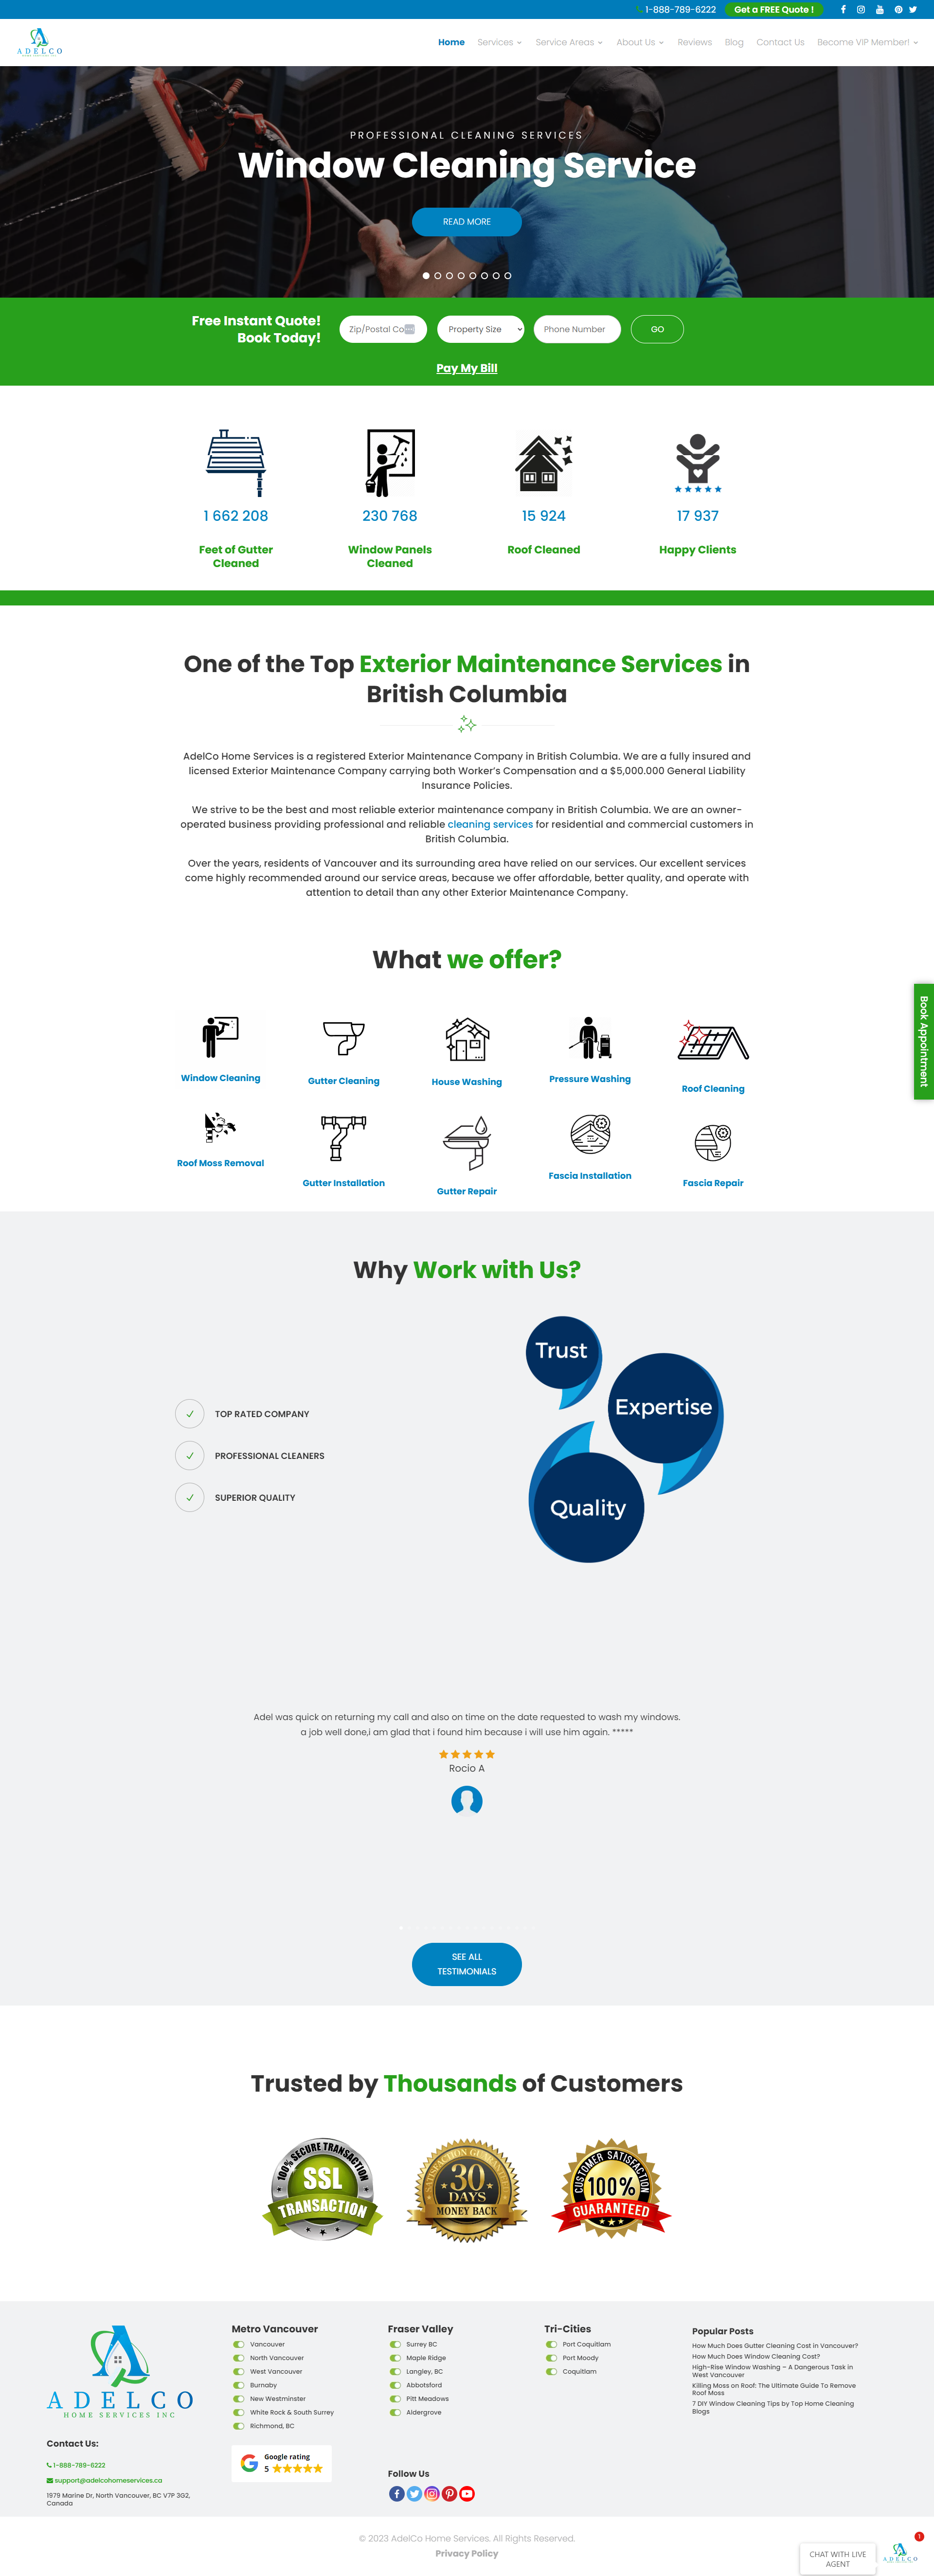 1-888-789-6222 Get a FREE Quote !
ADELCO
Home Services Service Areas About Us Reviews Blog Contact Us Become VIP Member!
PROFESSIONAL CLEANING SERVICES
Window Cleaning Service
READ MORE
Free Instant Quote!
Book Today!
Zip/Postal Co
Property Size
Phone Number
GO
Pay My Bill
1 662 208
Feet of Gutter
Cleaned
230 768
Window Panels
Cleaned
15 924
Roof Cleaned
17 937
Happy Clients
One of the Top Exterior Maintenance Services in
British Columbia
AdelCo Home Services is a registered Exterior Maintenance Company in British Columbia. We are a fully insured and
licensed Exterior Maintenance Company carrying both Worker's Compensation and a $5,000.000 General Liability
Insurance Policies.
We strive to be the best and most reliable exterior maintenance company in British Columbia. We are an owner-
operated business providing professional and reliable cleaning services for residential and commercial customers in
British Columbia.
Over the years, residents of Vancouver and its surrounding area have relied on our services. Our excellent services
come highly recommended around our service areas, because we offer affordable, better quality, and operate with
attention to detail than any other Exterior Maintenance Company.
What we offer?
Book Appointment
Window Cleaning
Gutter Cleaning
House Washing
Pressure Washing
Roof Cleaning
Roof Moss Removal
Gutter Installation
Gutter Repair
Fascia Installation
Fascia Repair
Why Work with Us?
TOP RATED COMPANY
PROFESSIONAL CLEANERS
SUPERIOR QUALITY
Trust
Expertise
Quality
Adel was quick on returning my call and also on time on the date requested to wash my windows.
a job well done,i am glad that i found him because i will use him again. *****
Rocio A
SEE ALL
TESTIMONIALS
Trusted by Thousands of Customers
100% SECURE TRANSACTION
SSL
TRANSACTION
SATISFACTION GUARANTEED
30
DAYS
MONEY BACK
CUSTOMER SATISFACTION
100%
GUARANTEED
ADELCO
HOME SERVICES INC
Contact Us:
1-888-789-6222
support@adelcohomeservices.ca
1979 Marine Dr, North Vancouver, BC V7P 3G2,
Canada
Metro Vancouver
Vancouver
North Vancouver
West Vancouver
Burnaby
New Westminster
White Rock & South Surrey
Richmond, BC
Google rating
5
Fraser Valley
Surrey BC
Maple Ridge
Langley, BC
Abbotsford
Pitt Meadows
Aldergrove
Follow Us
Tri-Cities
Port Coquitlam
Port Moody
Coquitlam
Popular Posts
How Much Does Gutter Cleaning Cost in Vancouver?
How Much Does Window Cleaning Cost?
High-Rise Window Washing – A Dangerous Task in
West Vancouver
Killing Moss on Roof: The Ultimate Guide To Remove
Roof Moss
7 DIY Window Cleaning Tips by Top Home Cleaning
Blogs
© 2023 AdelCo Home Services. All Rights Reserved.
Privacy Policy
CHAT WITH LIVE
AGENT
1
ADELCO